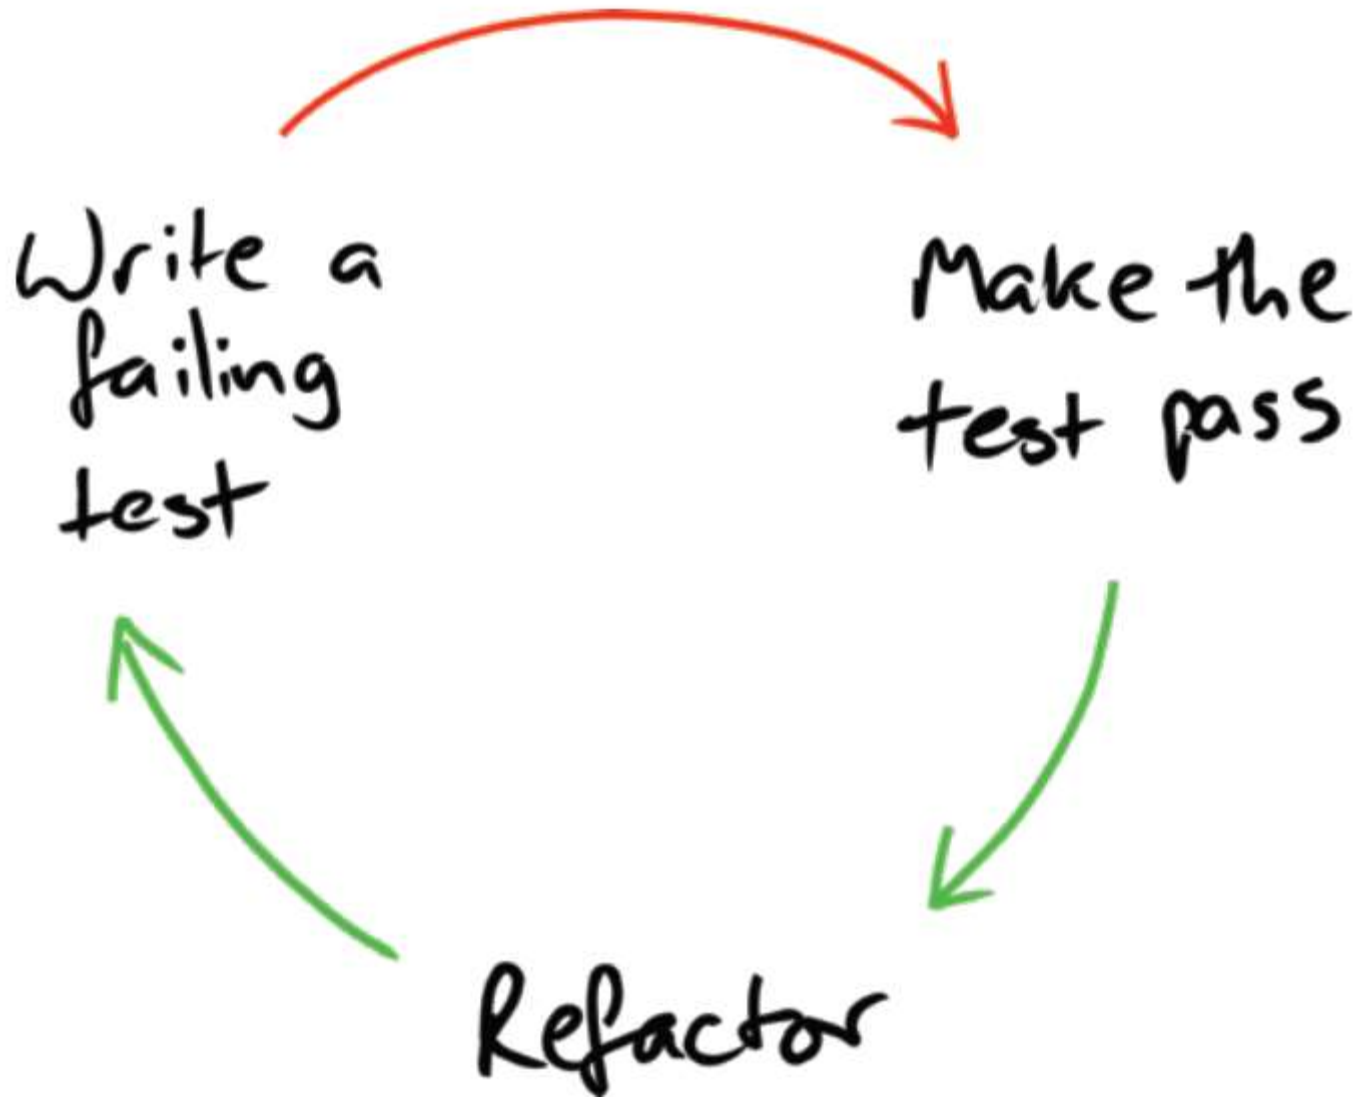 Write a
failing
test
Make the
test pass
Refactor